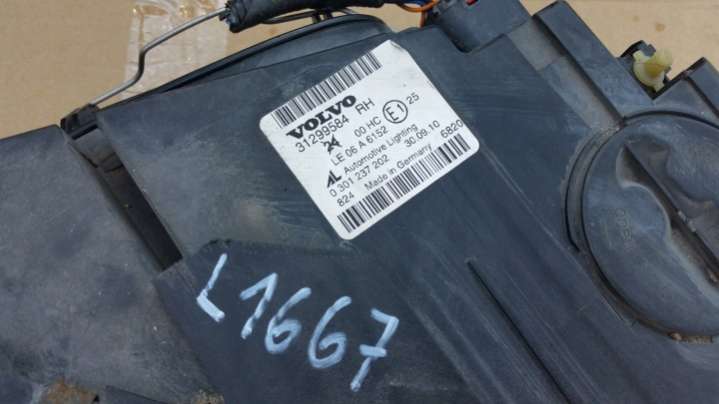 VOLVO
31299584 RH
00 HC E1 25
LE 06 A 6152
AL Automotive Lighting
0 301 237 202 30.09.10
824 Made in Germany 6820
L1667